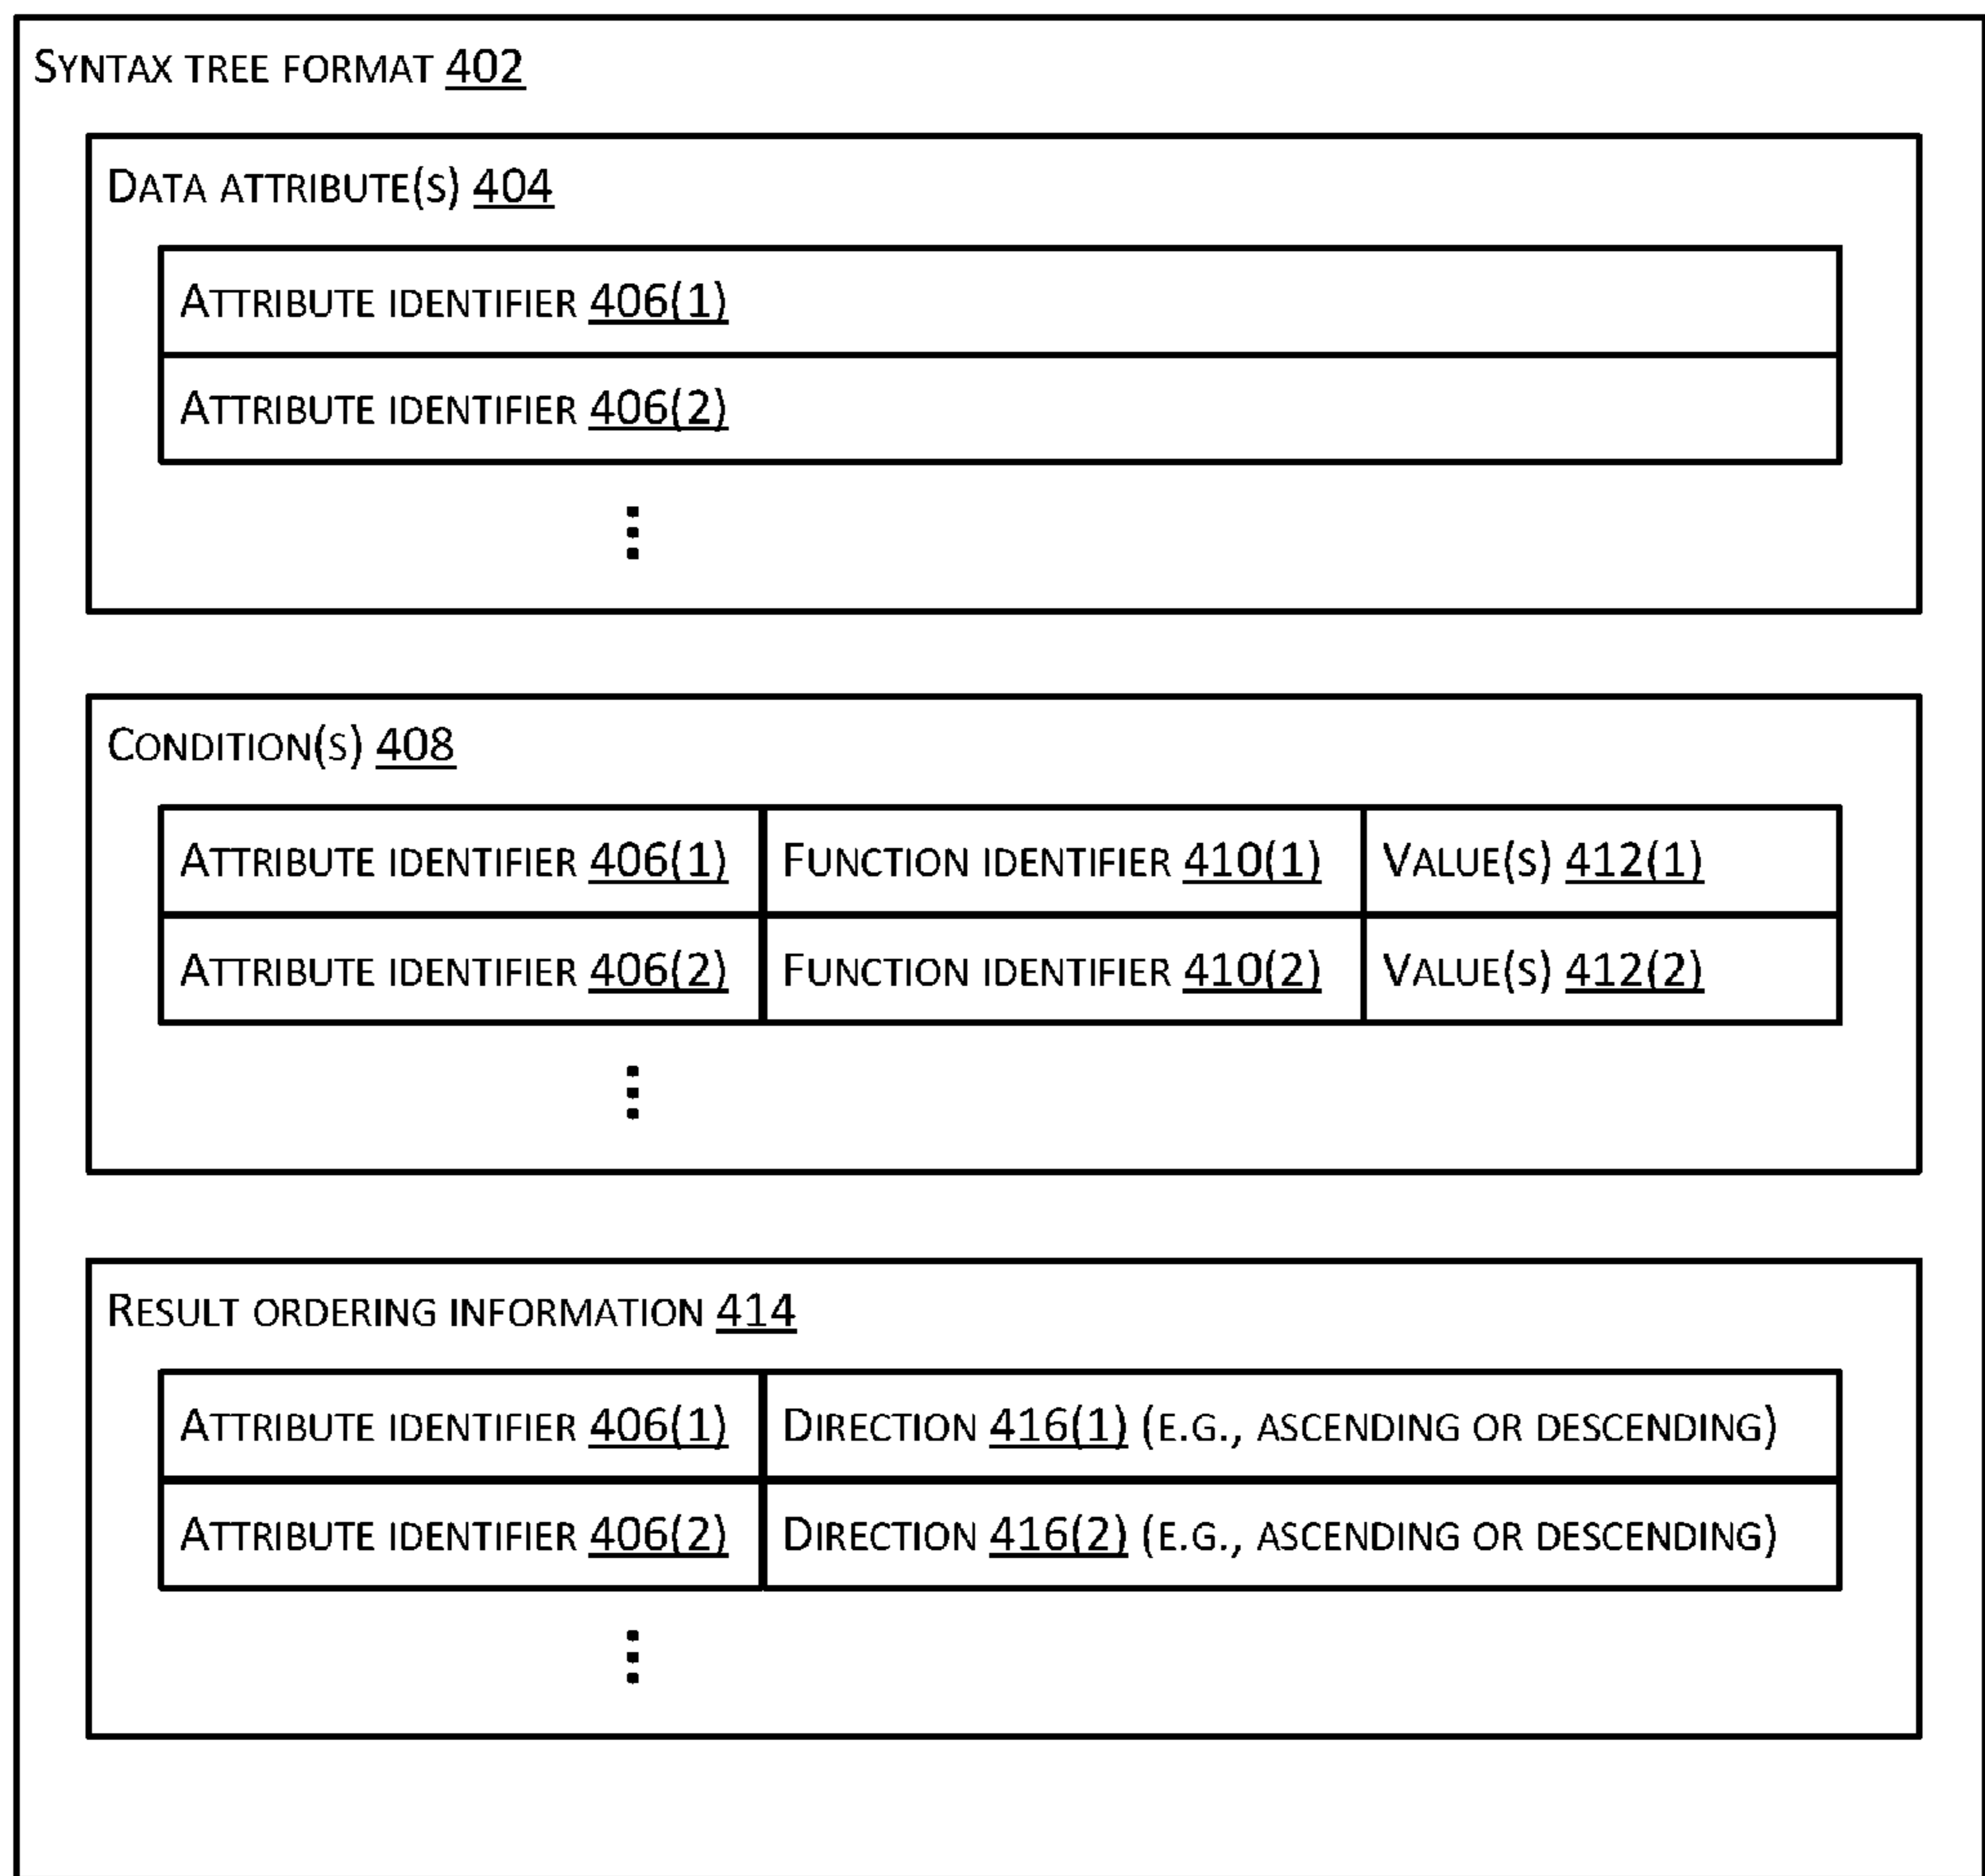 SYNTAX TREE FORMAT 402
DATA ATTRIBUTE(S) 404
ATTRIBUTE IDENTIFIER 406(1)
ATTRIBUTE IDENTIFIER 406(2)
CONDITION(S) 408
ATTRIBUTE IDENTIFIER 406(1) FUNCTION IDENTIFIER 410(1) VALUE(S) 412(1)
ATTRIBUTE IDENTIFIER 406(2) FUNCTION IDENTIFIER 410(2) VALUE(S) 412(2)
RESULT ORDERING INFORMATION 414
ATTRIBUTE IDENTIFIER 406(1) DIRECTION 416(1) (E.G., ASCENDING OR DESCENDING)
ATTRIBUTE IDENTIFIER 406(2) DIRECTION 416(2) (E.G., ASCENDING OR DESCENDING)